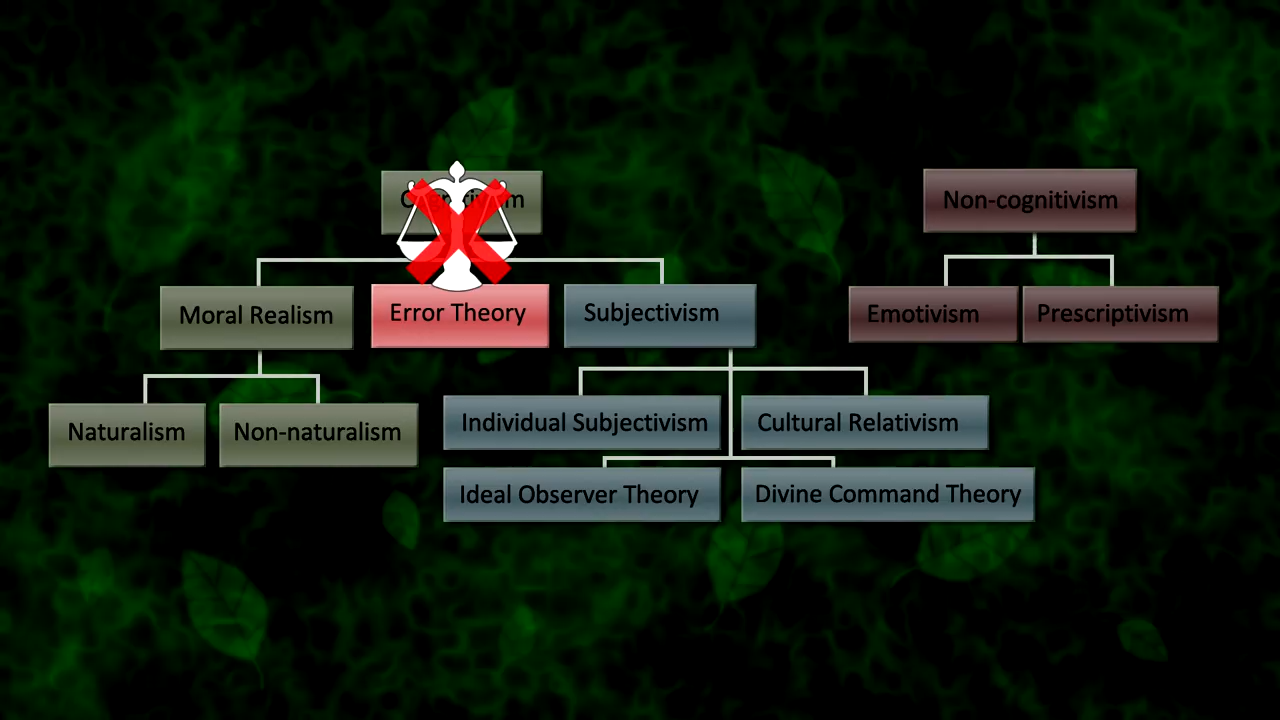 Non-cognitivism
Moral Realism
Error Theory
Subjectivism
Emotivism
Prescriptivism
Naturalism
Non-naturalism
Individual Subjectivism
Cultural Relativism
Ideal Observer Theory
Divine Command Theory